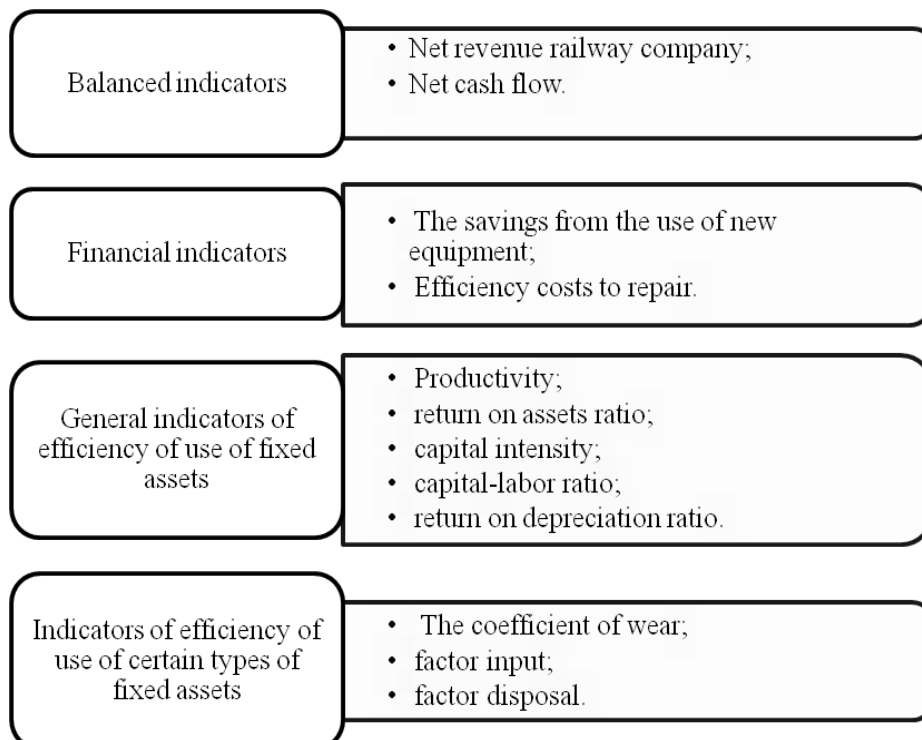 Balanced indicators
• Net revenue railway company;
• Net cash flow.
Financial indicators
• The savings from the use of new
equipment;
• Efficiency costs to repair.
General indicators of
efficiency of use of fixed
assets
• Productivity;
• return on assets ratio;
• capital intensity;
• capital-labor ratio;
• return on depreciation ratio.
Indicators of efficiency of
use of certain types of
fixed assets
• The coefficient of wear;
• factor input;
• factor disposal.